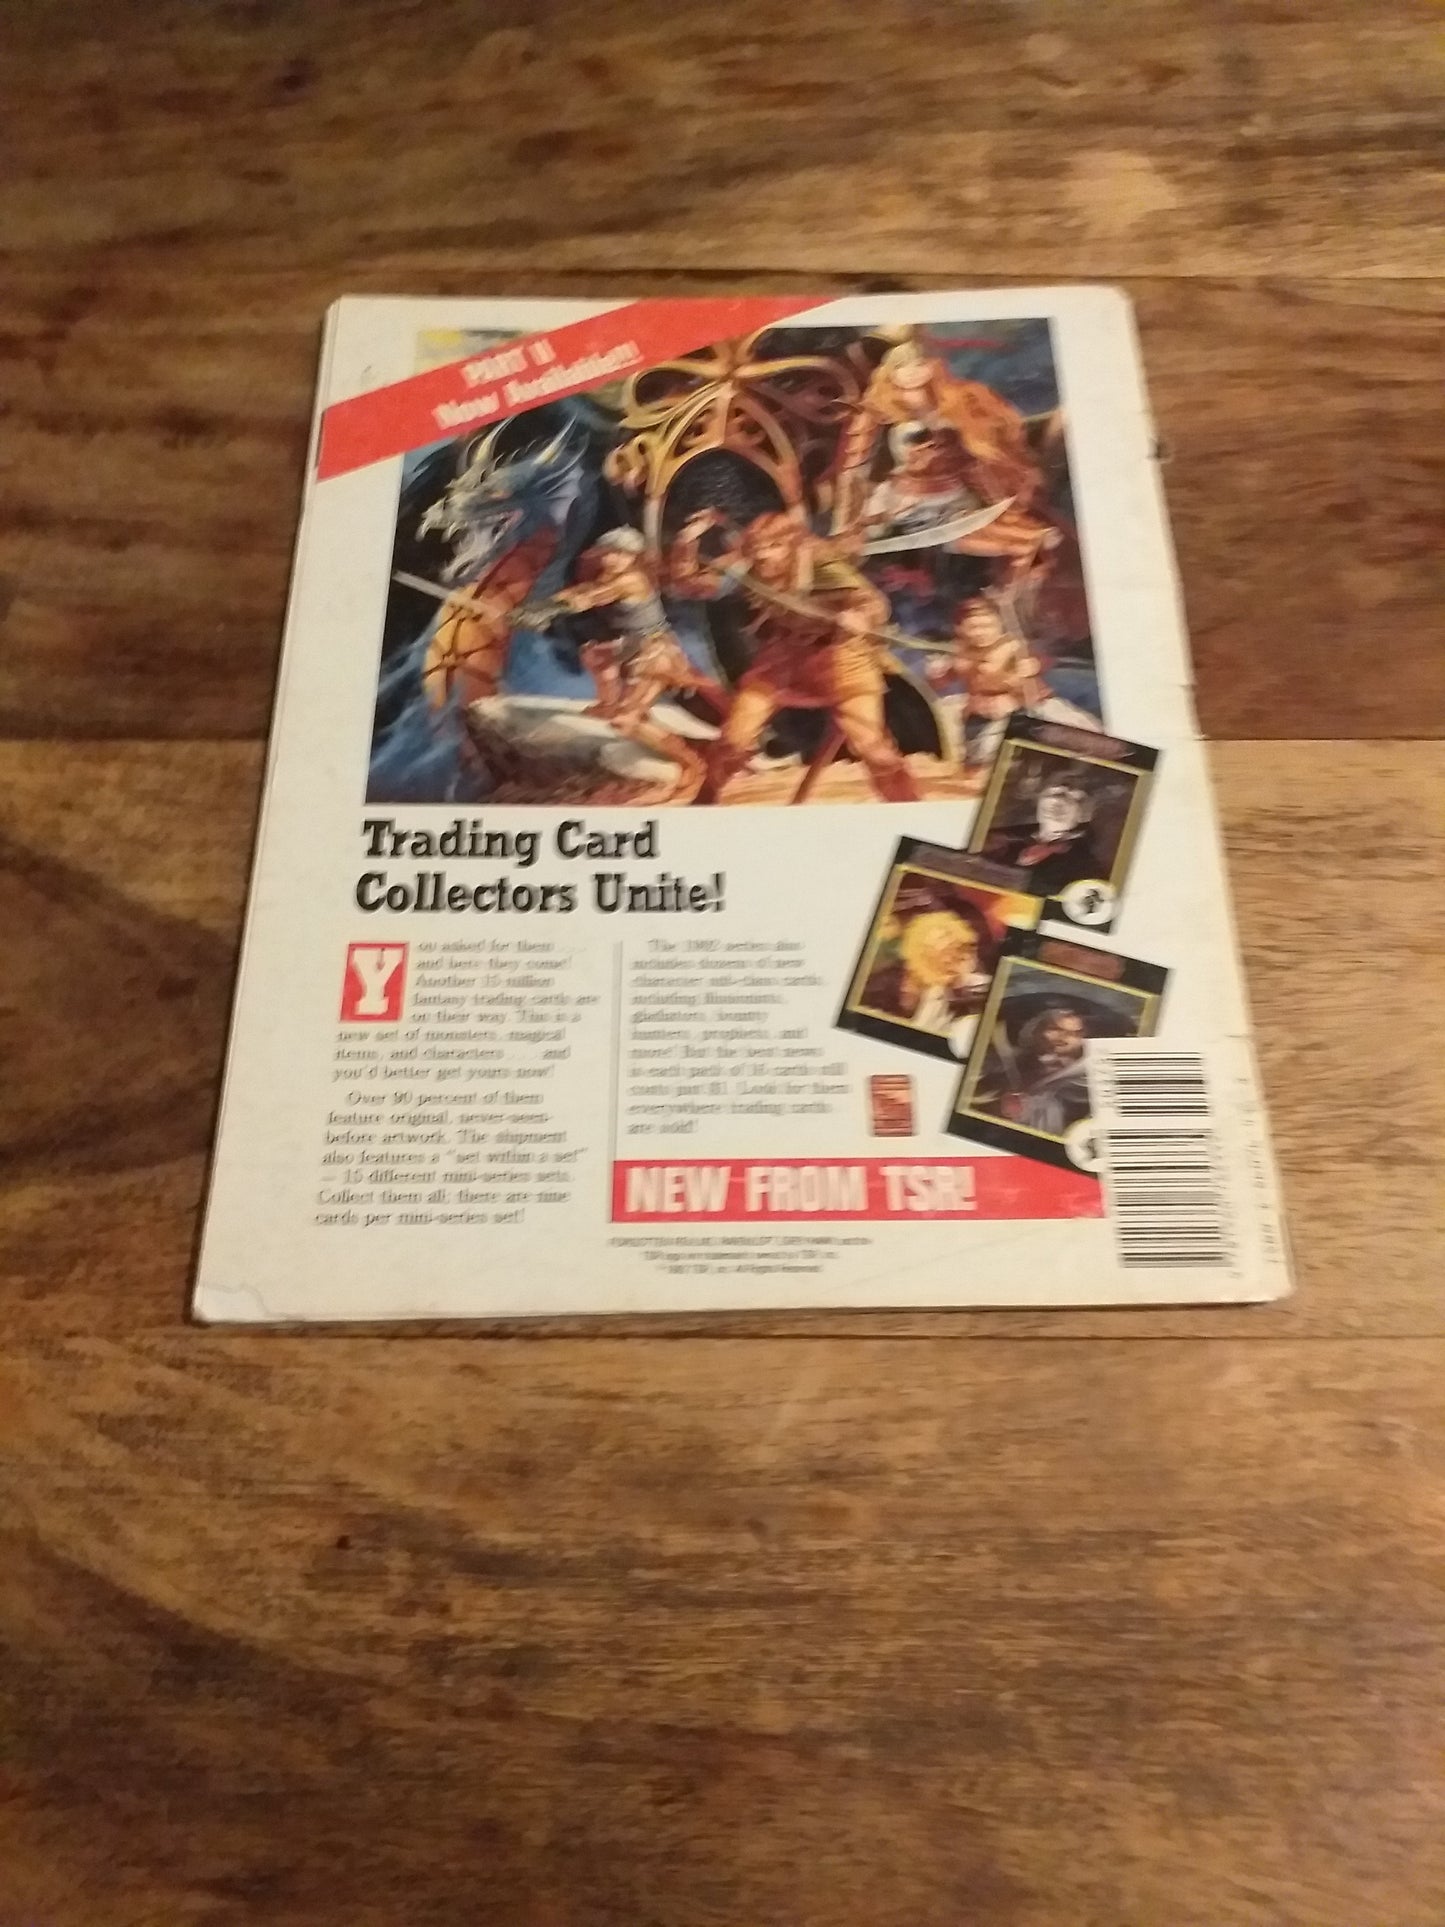 PART II
Now Available!
Trading Card
Collectors Unite!
You asked for them . . .
and here they come!
Another 15 million
fantasy trading cards are
on their way. This is a
new set of monsters, magical
items, and characters . . . and
you'd better get yours now!
Over 90 percent of them
feature original, never-seen-
before artwork. The shipment
also features a "set within a set"
— 15 different mini-series sets.
Collect them all; there are nine
cards per mini-series set!
The 1992 series also
includes dozens of new
character
cards,
including Illusionists,
gladiators, bounty
hunters, prophets, and
more! But the best news
is each pack of 16 cards still
costs just $1. Look for them
everywhere trading cards
are sold!
NEW FROM TSR!
All Rights Reserved.